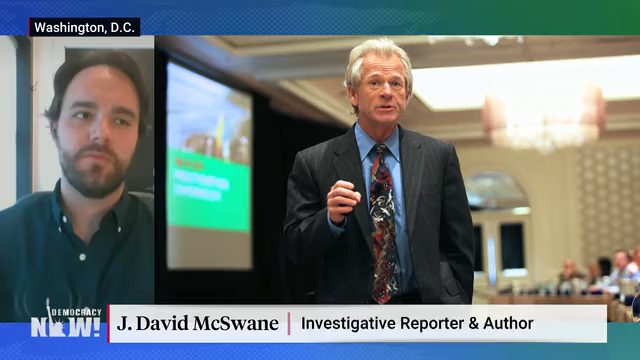 Washington, D.C.
DEMOCRACY
NOW!
J. David McSwane
Investigative Reporter & Author